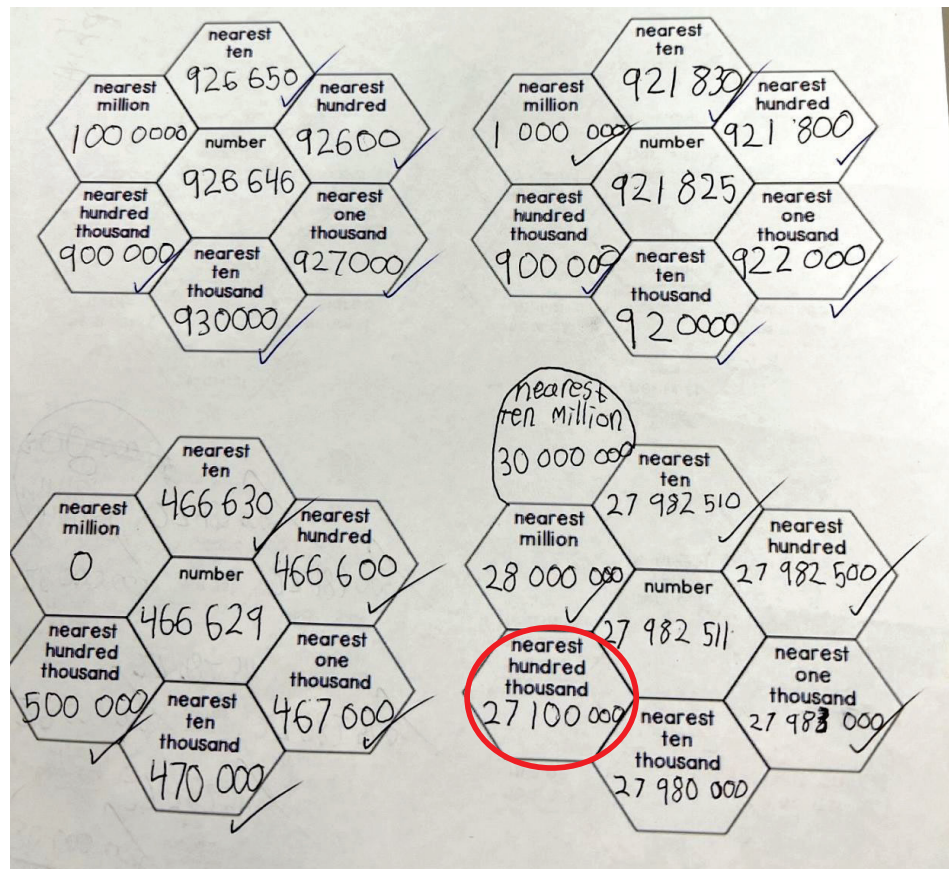 nearest
ten
926 650
nearest
million
100 0000
nearest
hundred
92600
number
926 646
nearest
hundred
thousand
900 000
nearest
one
thousand
927000
nearest
ten
thousand
930000
nearest
ten
921 830
nearest
million
1 000 000
nearest
hundred
921 800
number
921 825
nearest
hundred
thousand
900 000
nearest
one
thousand
922 000
nearest
ten
thousand
920000
nearest
ten
466 630
nearest
million
0
nearest
hundred
466 600
number
466 629
nearest
hundred
thousand
500 000
nearest
one
thousand
467 000
nearest
ten
thousand
470 000
nearest
ten Million
30 000 000
nearest
ten
27 982 510
nearest
million
28 000 000
nearest
hundred
27 982 500
number
27 982 511
nearest
hundred
thousand
27 100 000
nearest
one
thousand
27 983 000
nearest
ten
thousand
27 980 000